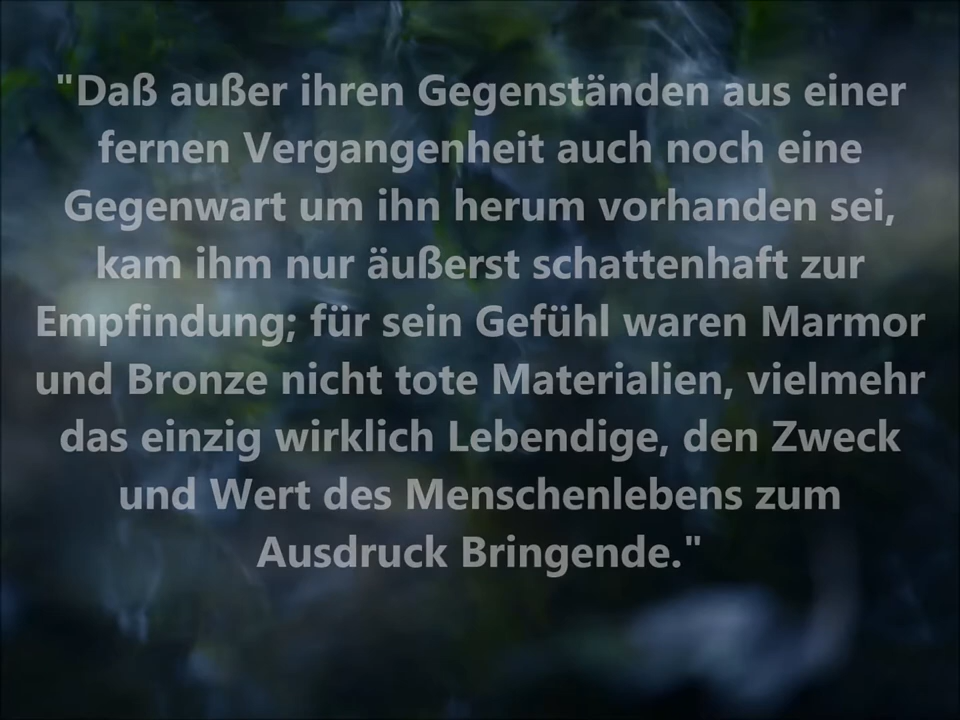 "Daß außer ihren Gegenständen aus einer
fernen Vergangenheit auch noch eine
Gegenwart um ihn herum vorhanden sei,
kam ihm nur äußerst schattenhaft zur
Empfindung; für sein Gefühl waren Marmor
und Bronze nicht tote Materialien, vielmehr
das einzig wirklich Lebendige, den Zweck
und Wert des Menschenlebens zum
Ausdruck Bringende."